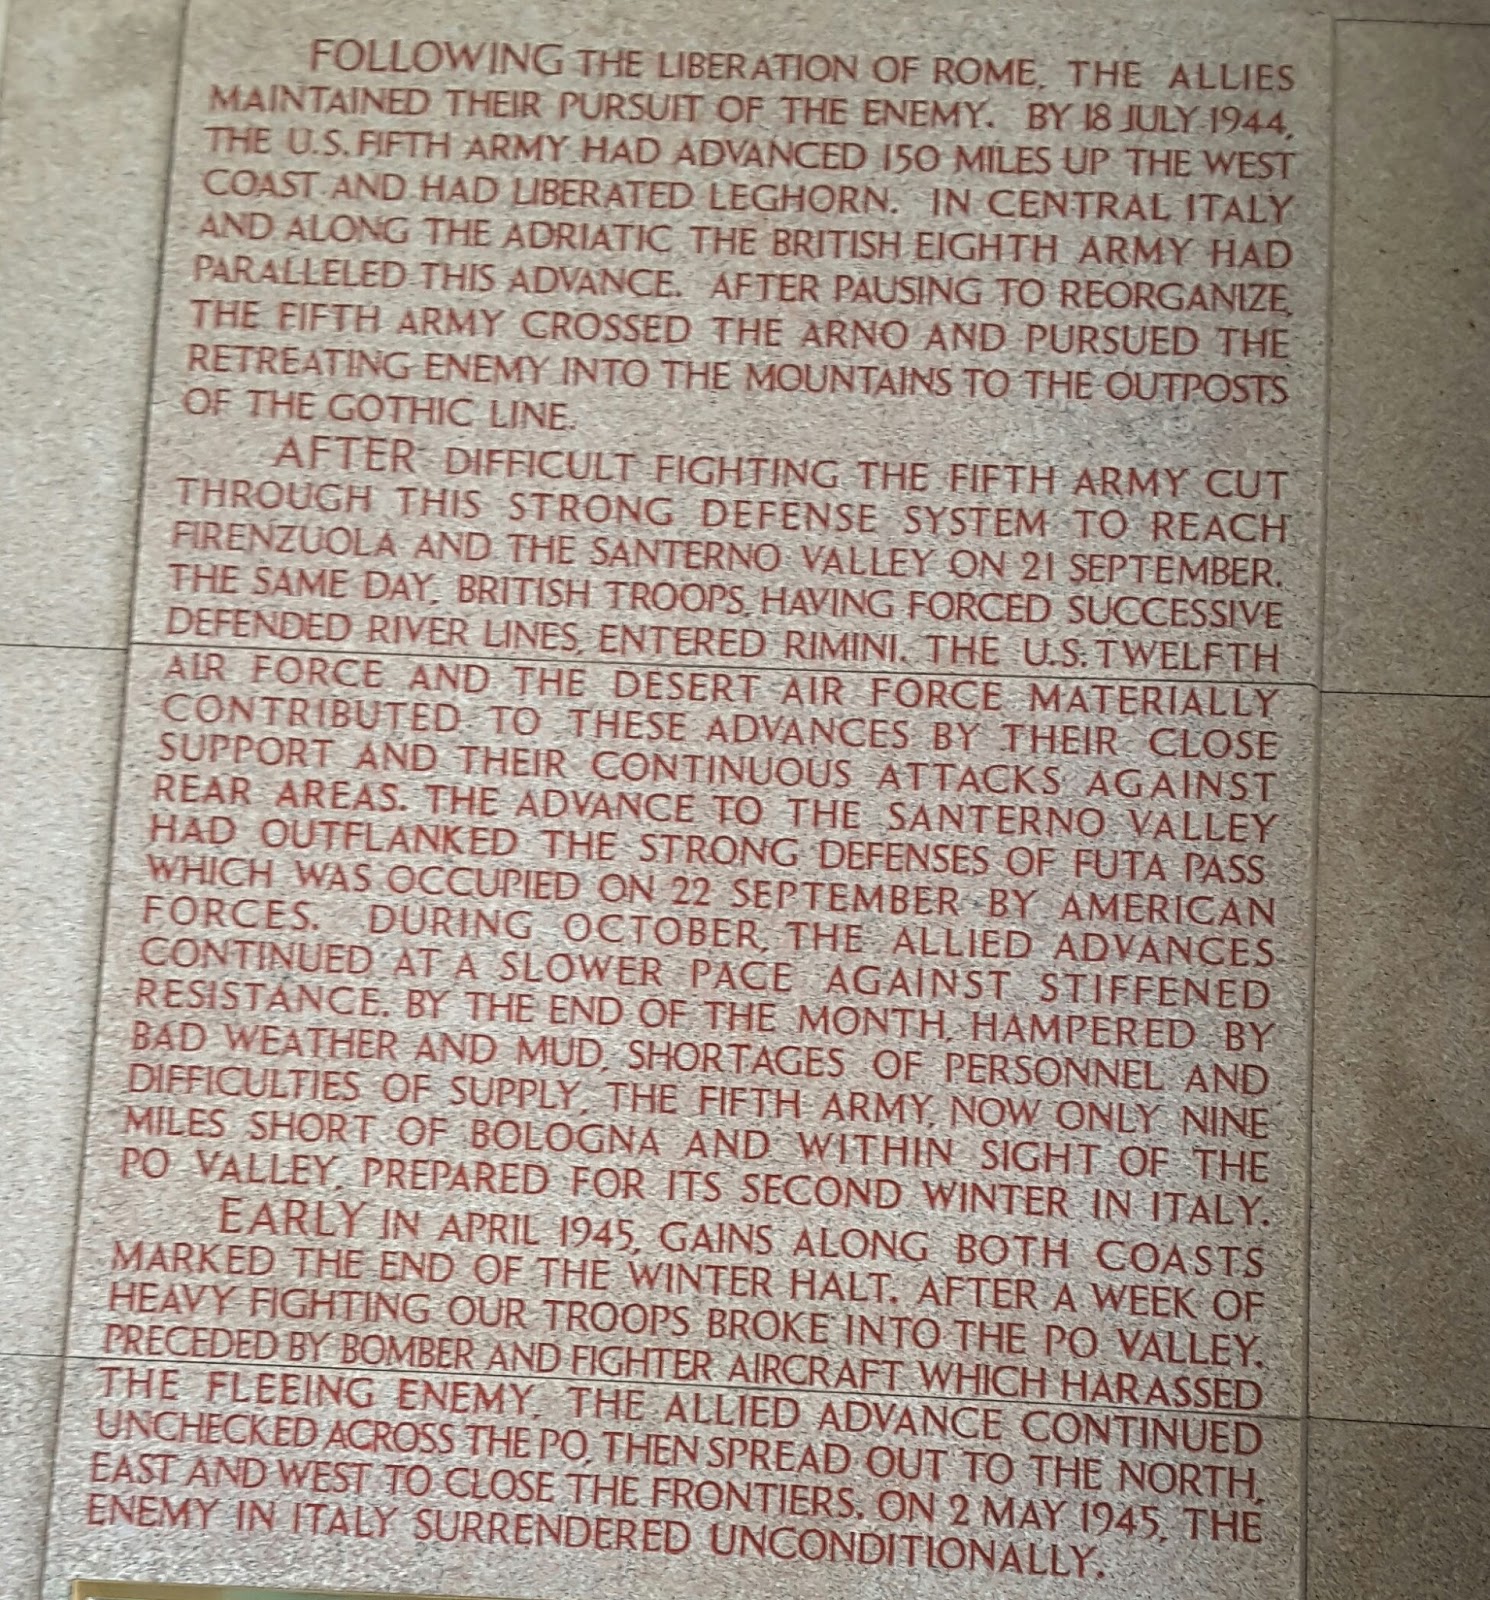 FOLLOWING THE LIBERATION OF ROME, THE ALLIES
MAINTAINED THEIR PURSUIT OF THE ENEMY. BY 18 JULY 1944,
THE U.S. FIFTH ARMY HAD ADVANCED 150 MILES UP THE WEST
COAST AND HAD LIBERATED LEGHORN. IN CENTRAL ITALY
AND ALONG THE ADRIATIC THE BRITISH EIGHTH ARMY HAD
PARALLELED THIS ADVANCE. AFTER PAUSING TO REORGANIZE,
THE FIFTH ARMY CROSSED THE ARNO AND PURSUED THE
RETREATING ENEMY INTO THE MOUNTAINS TO THE OUTPOSTS
OF THE GOTHIC LINE.
AFTER DIFFICULT FIGHTING THE FIFTH ARMY CUT
THROUGH THIS STRONG DEFENSE SYSTEM TO REACH
FIRENZUOLA AND THE SANTERNO VALLEY ON 21 SEPTEMBER.
THE SAME DAY, BRITISH TROOPS, HAVING FORCED SUCCESSIVE
DEFENDED RIVER LINES, ENTERED RIMINI. THE U.S. TWELFTH
AIR FORCE AND THE DESERT AIR FORCE MATERIALLY
CONTRIBUTED TO THESE ADVANCES BY THEIR CLOSE
SUPPORT AND THEIR CONTINUOUS ATTACKS AGAINST
REAR AREAS. THE ADVANCE TO THE SANTERNO VALLEY
HAD OUTFLANKED THE STRONG DEFENSES OF FUTA PASS
WHICH WAS OCCUPIED ON 22 SEPTEMBER BY AMERICAN
FORCES. DURING OCTOBER, THE ALLIED ADVANCES
CONTINUED AT A SLOWER PACE AGAINST STIFFENED
RESISTANCE. BY THE END OF THE MONTH, HAMPERED BY
BAD WEATHER AND MUD, SHORTAGES OF PERSONNEL AND
DIFFICULTIES OF SUPPLY, THE FIFTH ARMY, NOW ONLY NINE
MILES SHORT OF BOLOGNA AND WITHIN SIGHT OF THE
PO VALLEY, PREPARED FOR ITS SECOND WINTER IN ITALY.
EARLY IN APRIL 1945, GAINS ALONG BOTH COASTS
MARKED THE END OF THE WINTER HALT. AFTER A WEEK OF
HEAVY FIGHTING OUR TROOPS BROKE INTO THE PO VALLEY.
PRECEDED BY BOMBER AND FIGHTER AIRCRAFT WHICH HARASSED
THE FLEEING ENEMY, THE ALLIED ADVANCE CONTINUED
UNCHECKED ACROSS THE PO, THEN SPREAD OUT TO THE NORTH,
EAST AND WEST TO CLOSE THE FRONTIERS. ON 2 MAY 1945, THE
ENEMY IN ITALY SURRENDERED UNCONDITIONALLY.